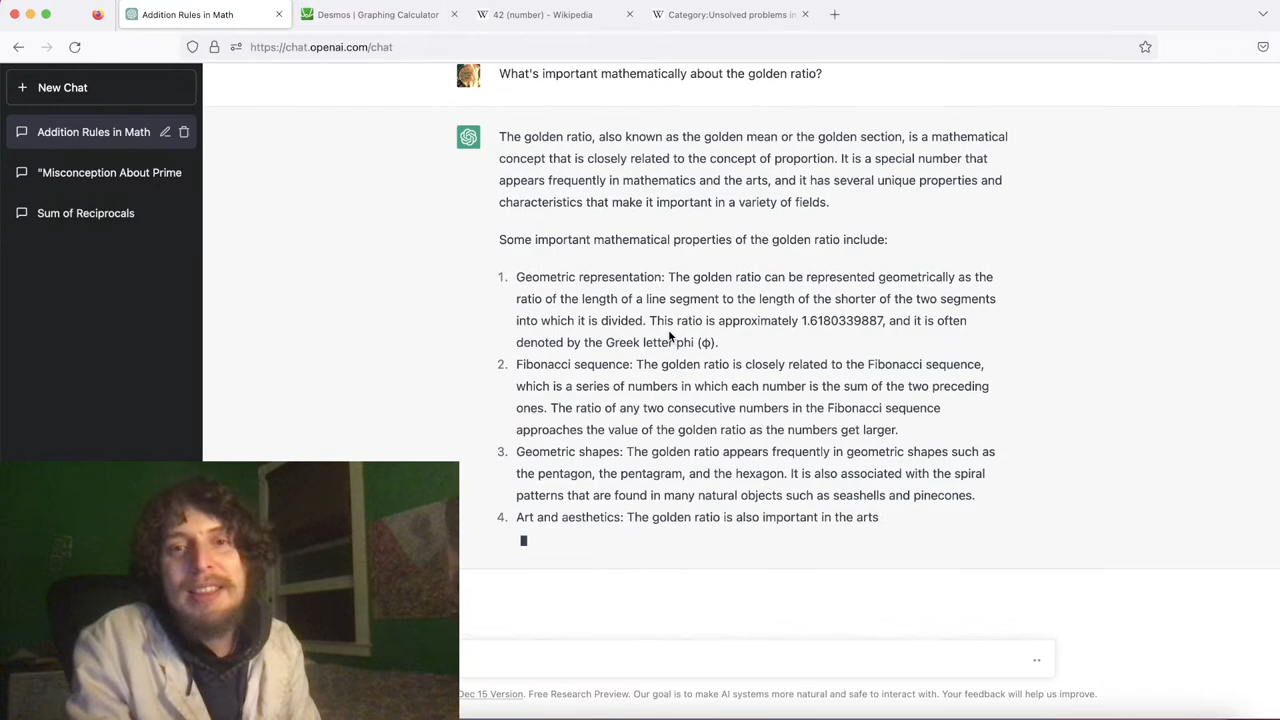 Addition Rules in Math
Desmos | Graphing Calculator
42 (number) - Wikipedia
Category:Unsolved problems in
https://chat.openai.com/chat
New Chat
Addition Rules in Math
"Misconception About Prime
Sum of Reciprocals
What's important mathematically about the golden ratio?
The golden ratio, also known as the golden mean or the golden section, is a mathematical
concept that is closely related to the concept of proportion. It is a special number that
appears frequently in mathematics and the arts, and it has several unique properties and
characteristics that make it important in a variety of fields.
Some important mathematical properties of the golden ratio include:
1. Geometric representation: The golden ratio can be represented geometrically as the
ratio of the length of a line segment to the length of the shorter of the two segments
into which it is divided. This ratio is approximately 1.6180339887, and it is often
denoted by the Greek letter phi (φ).
2. Fibonacci sequence: The golden ratio is closely related to the Fibonacci sequence,
which is a series of numbers in which each number is the sum of the two preceding
ones. The ratio of any two consecutive numbers in the Fibonacci sequence
approaches the value of the golden ratio as the numbers get larger.
3. Geometric shapes: The golden ratio appears frequently in geometric shapes such as
the pentagon, the pentagram, and the hexagon. It is also associated with the spiral
patterns that are found in many natural objects such as seashells and pinecones.
4. Art and aesthetics: The golden ratio is also important in the arts
Dec 15 Version. Free Research Preview. Our goal is to make AI systems more natural and safe to interact with. Your feedback will help us improve.